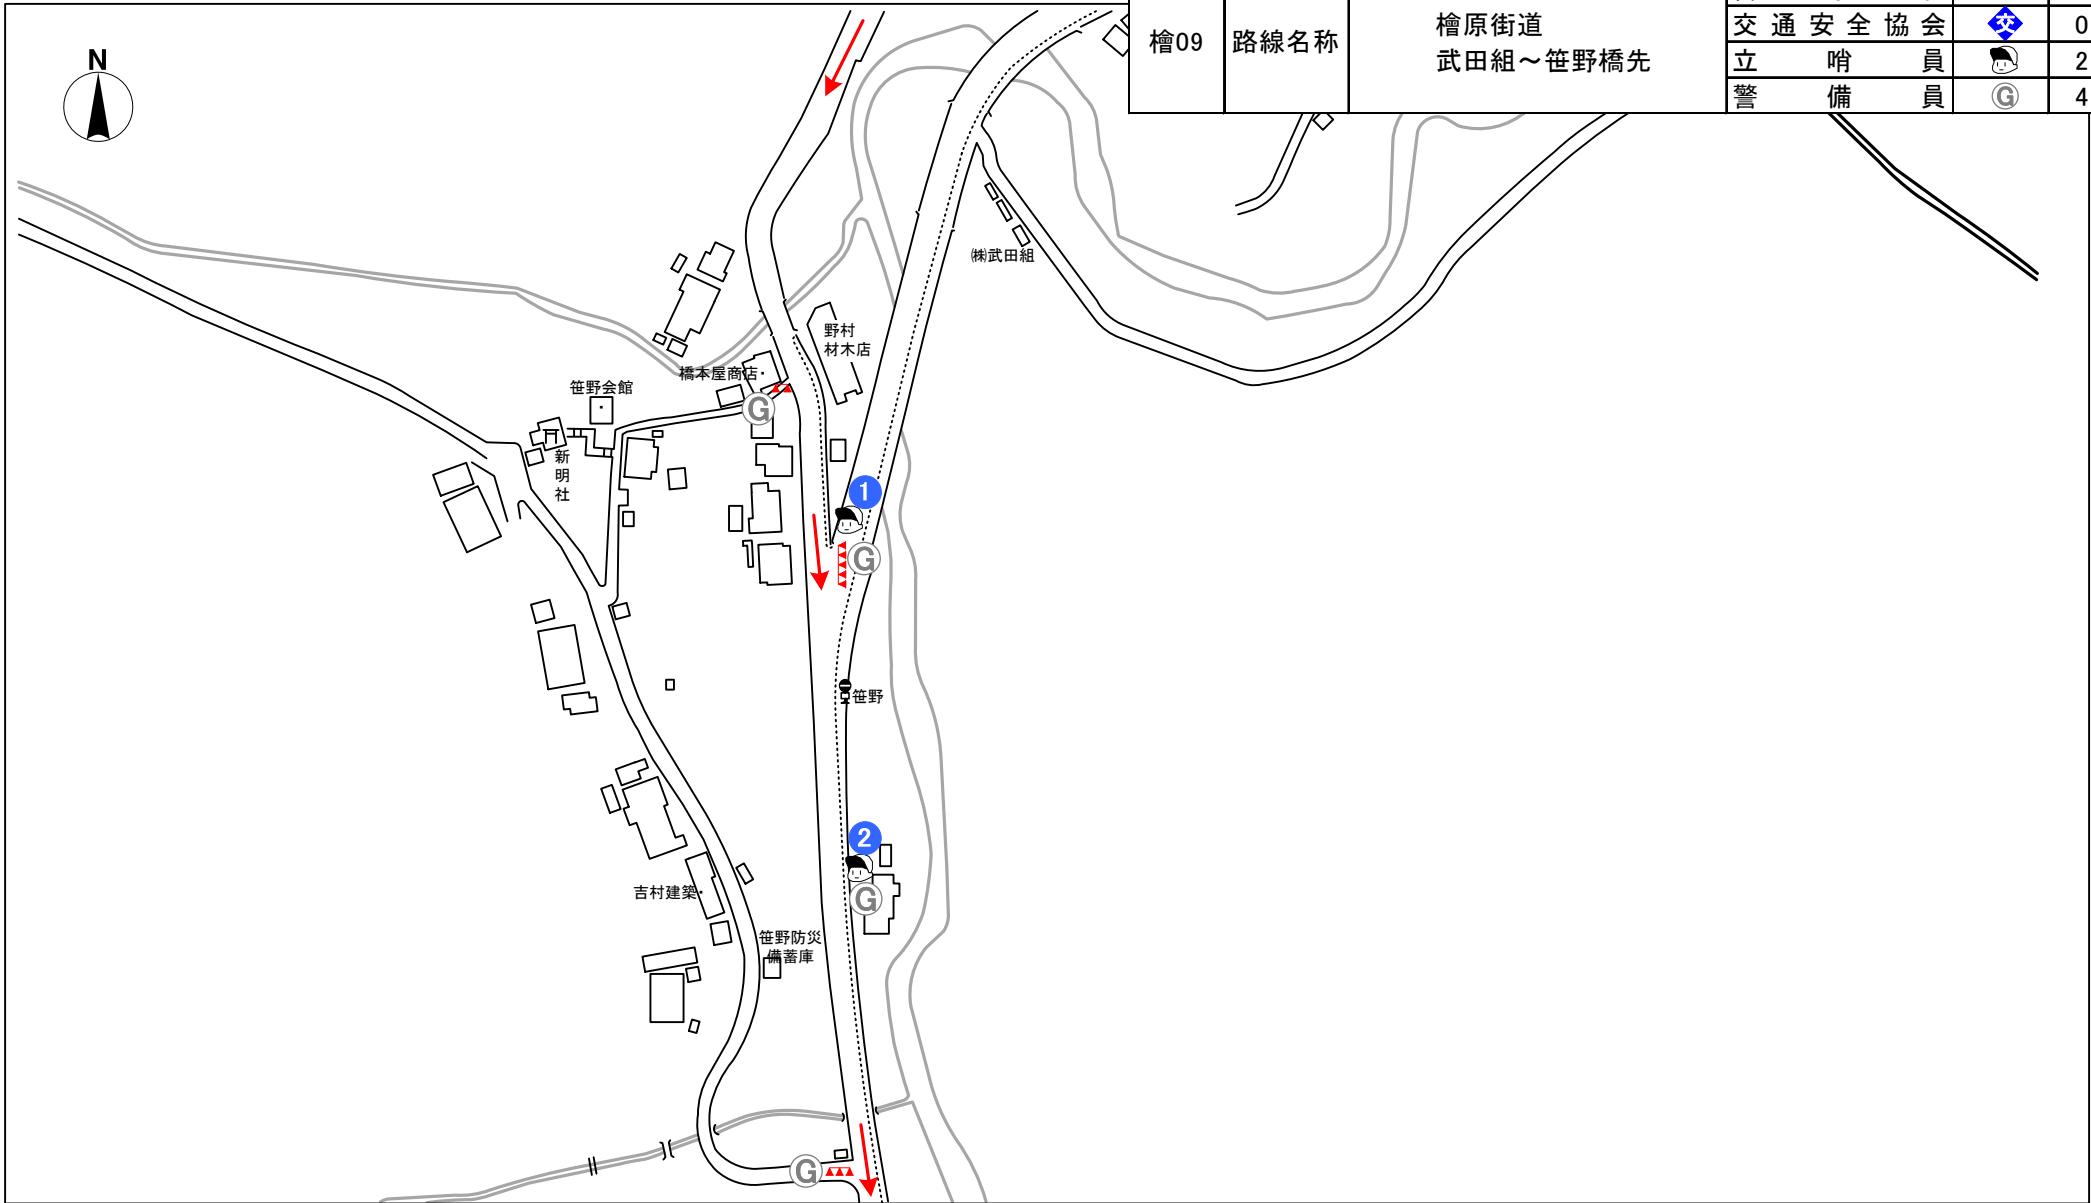 N
檜09
路線名称
檜原街道
武田組～笹野橋先
交通安全協会 交 0
立哨員 2
警備員 G 4
㈱武田組
野村
材木店
橋本屋商店
G
笹野会館
新
明
社
1
G
笹野
2
G
吉村建築
笹野防災
備蓄庫
G